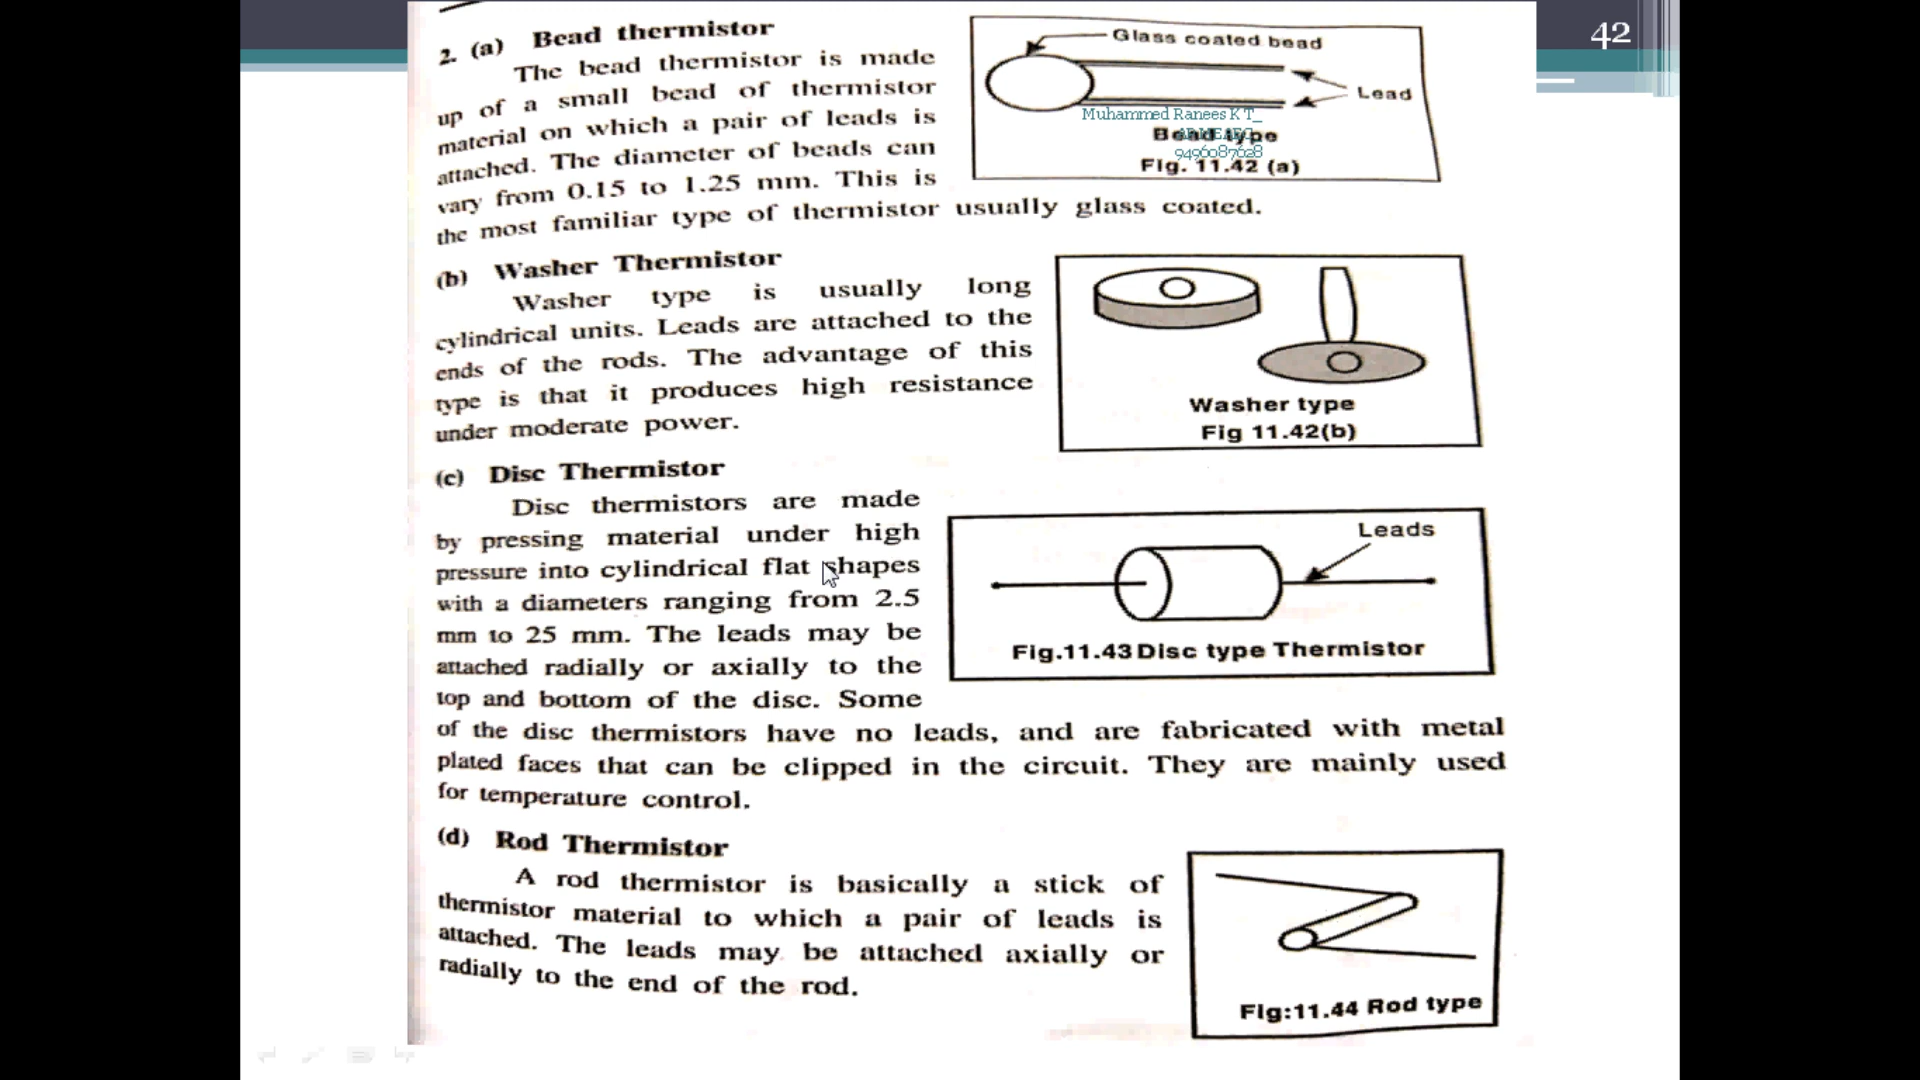 42
2. (a) Bead thermistor
The bead thermistor is made
up of a small bead of thermistor
material on which a pair of leads is
attached. The diameter of beads can
vary from 0.15 to 1.25 mm. This is
the most familiar type of thermistor usually glass coated.
Glass coated bead
Lead
Muhammed Ranees K T_
Bead type
9496087628
Fig. 11.42 (a)
(b) Washer Thermistor
Washer type is usually long
cylindrical units. Leads are attached to the
ends of the rods. The advantage of this
type is that it produces high resistance
under moderate power.
Washer type
Fig 11.42(b)
(c) Disc Thermistor
Disc thermistors are made
by pressing material under high
pressure into cylindrical flat shapes
with a diameters ranging from 2.5
mm to 25 mm. The leads may be
attached radially or axially to the
top and bottom of the disc. Some
of the disc thermistors have no leads, and are fabricated with metal
plated faces that can be clipped in the circuit. They are mainly used
for temperature control.
Leads
Fig.11.43 Disc type Thermistor
(d) Rod Thermistor
A rod thermistor is basically a stick of
thermistor material to which a pair of leads is
attached. The leads may be attached axially or
radially to the end of the rod.
Fig:11.44 Rod type